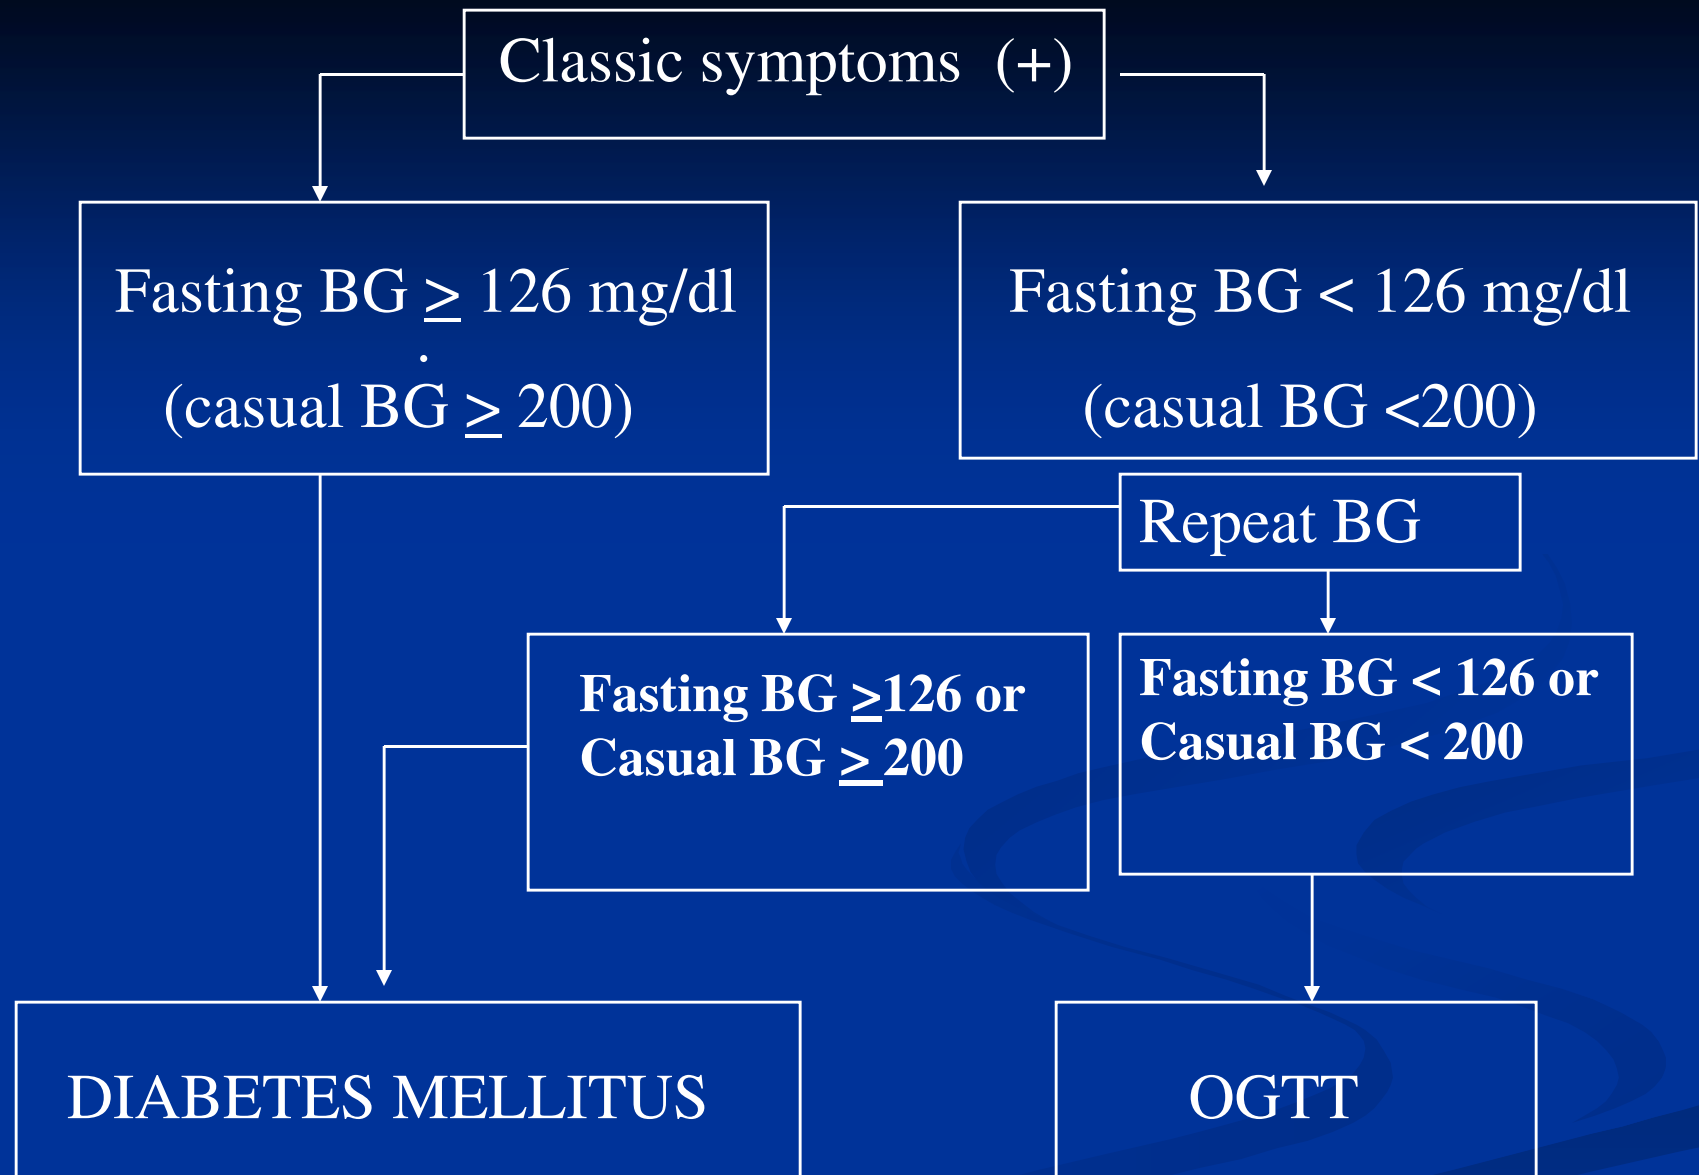 Classic symptoms (+)
Fasting BG ≥ 126 mg/dl
.
(casual BG ≥ 200)
Fasting BG < 126 mg/dl
(casual BG <200)
Repeat BG
Fasting BG ≥126 or
Casual BG ≥ 200
Fasting BG < 126 or
Casual BG < 200
DIABETES MELLITUS
OGTT